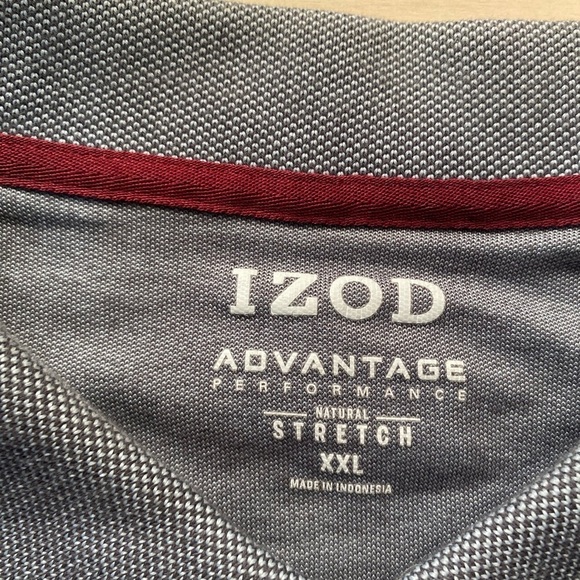 IZOD
ADVANTAGE
PERFORMANCE
NATURAL
STRETCH
XXL
MADE IN INDONESIA